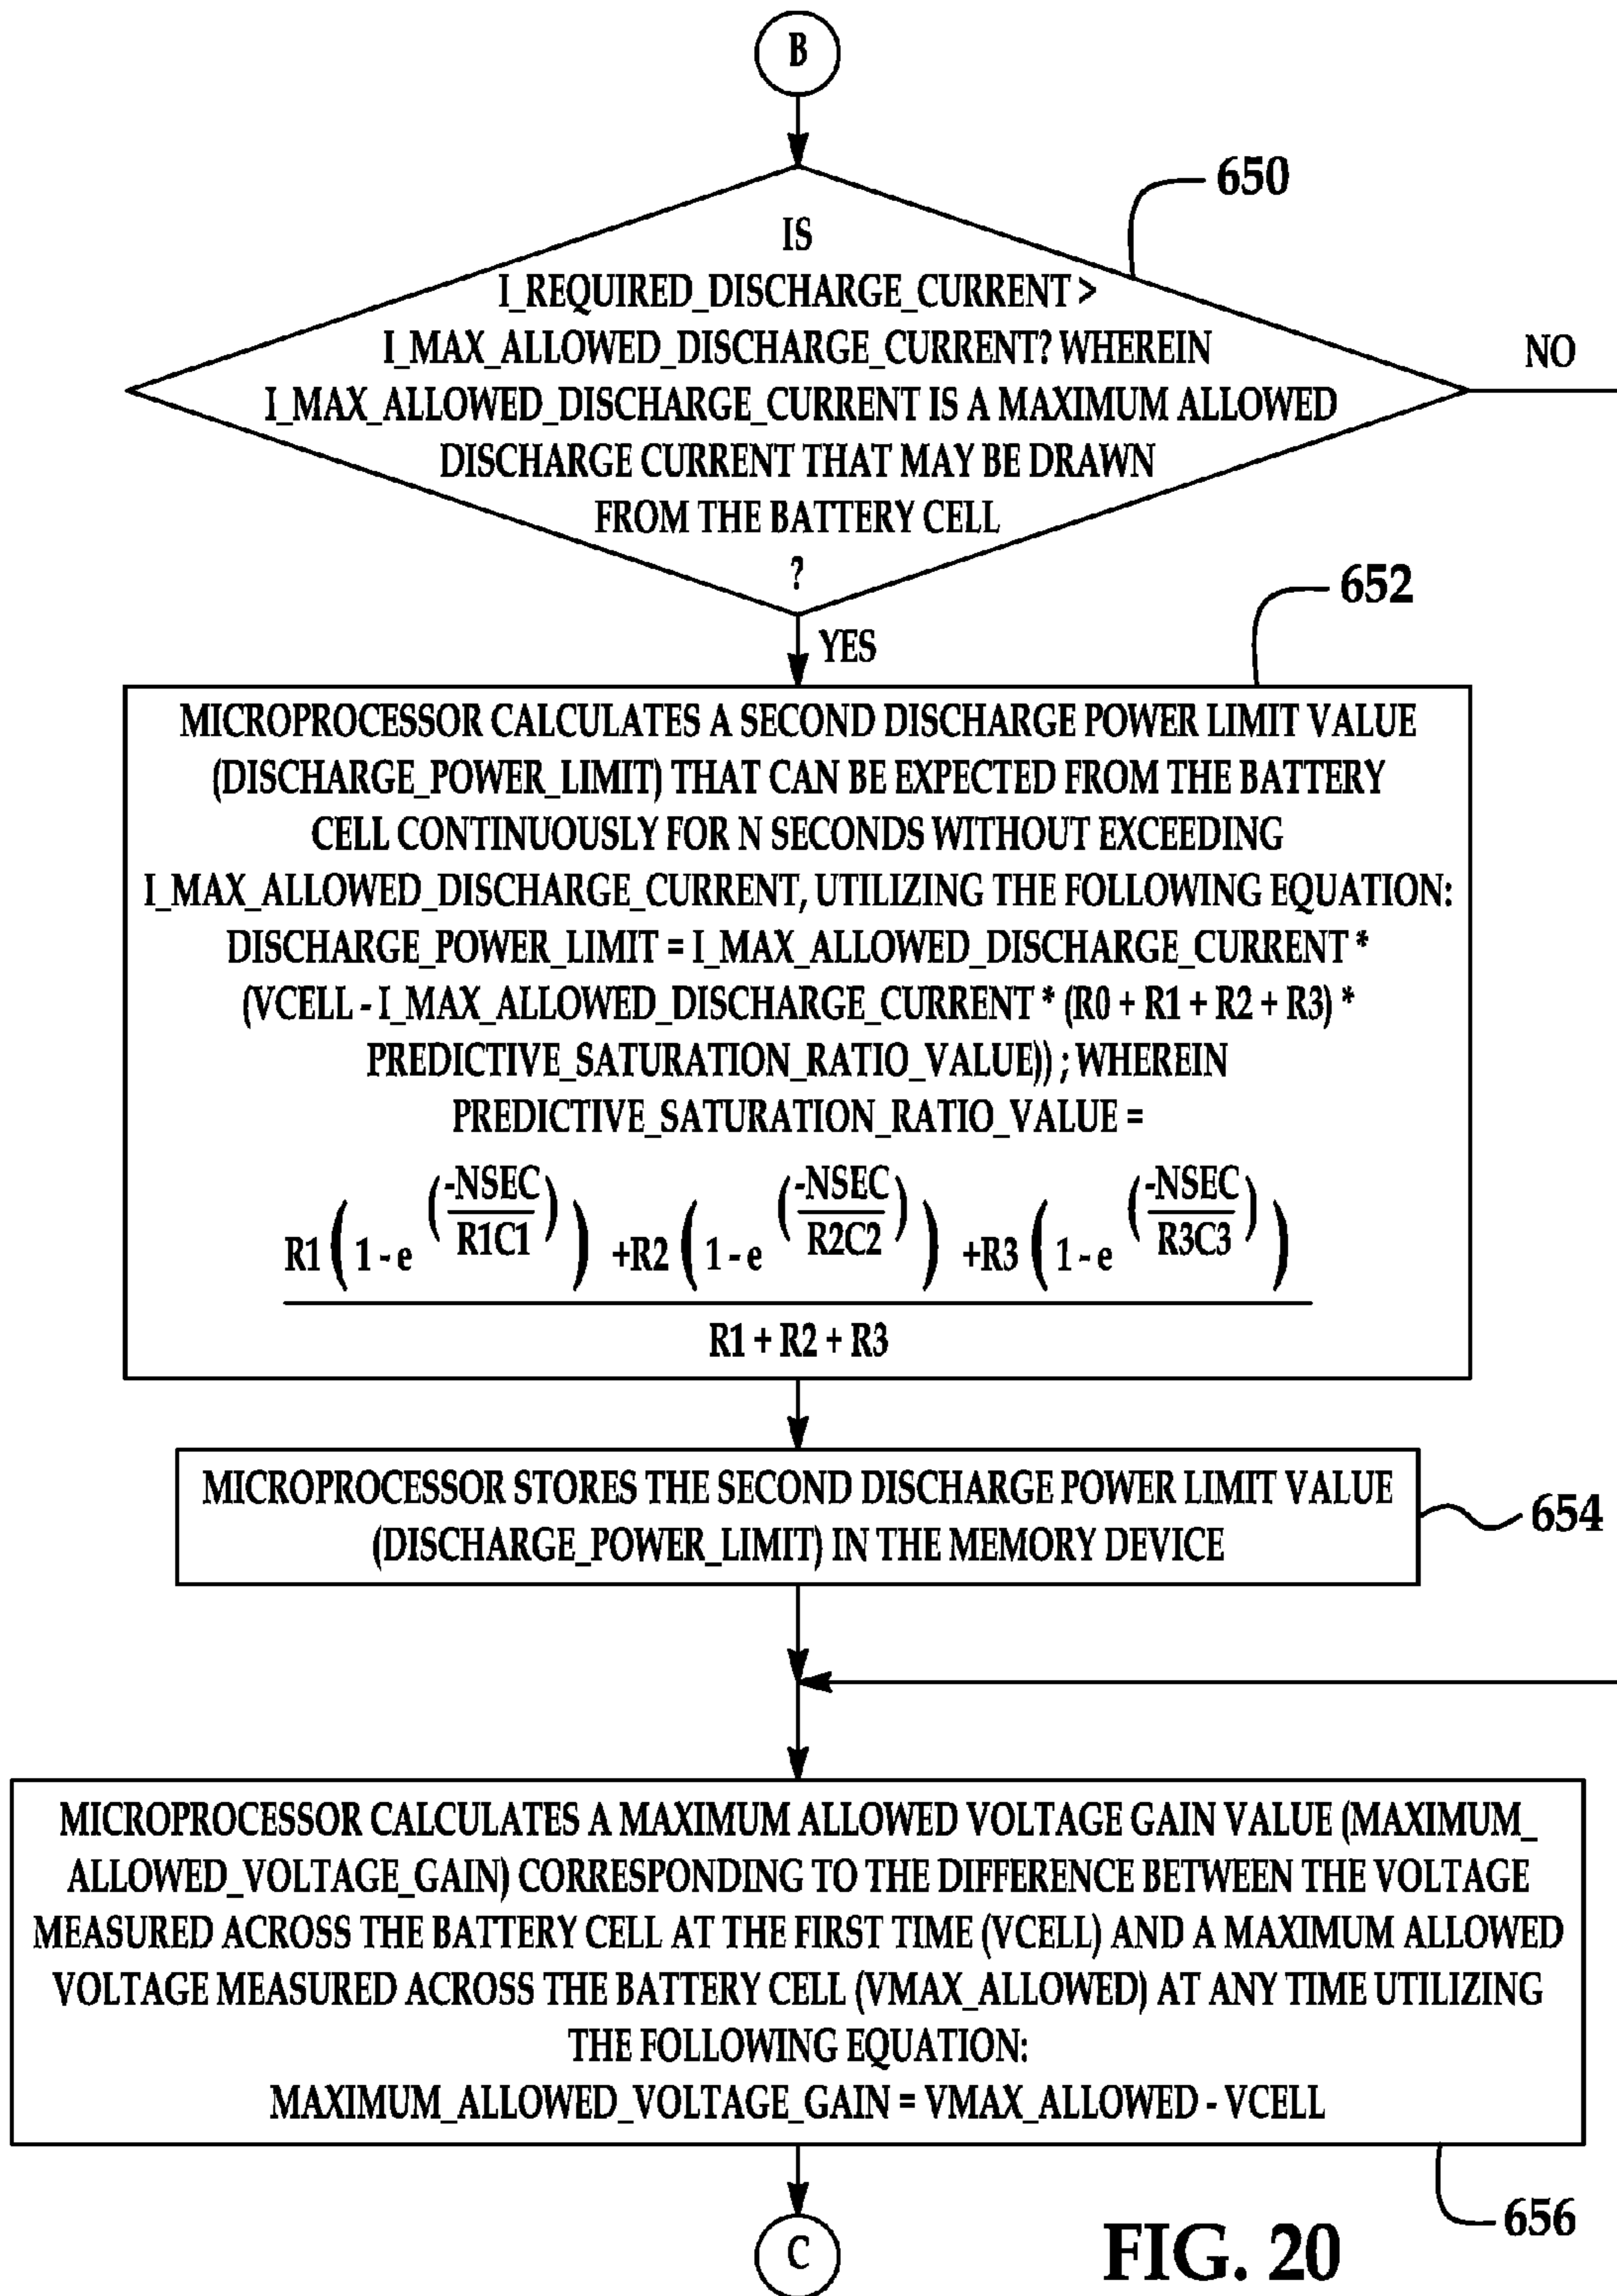 B
650
IS
I_REQUIRED_DISCHARGE_CURRENT >
I_MAX_ALLOWED_DISCHARGE_CURRENT? WHEREIN
I_MAX_ALLOWED_DISCHARGE_CURRENT IS A MAXIMUM ALLOWED
DISCHARGE CURRENT THAT MAY BE DRAWN
FROM THE BATTERY CELL
?
NO
YES
652
MICROPROCESSOR CALCULATES A SECOND DISCHARGE POWER LIMIT VALUE
(DISCHARGE_POWER_LIMIT) THAT CAN BE EXPECTED FROM THE BATTERY
CELL CONTINUOUSLY FOR N SECONDS WITHOUT EXCEEDING
I_MAX_ALLOWED_DISCHARGE_CURRENT, UTILIZING THE FOLLOWING EQUATION:
DISCHARGE_POWER_LIMIT = I_MAX_ALLOWED_DISCHARGE_CURRENT *
(VCELL - I_MAX_ALLOWED_DISCHARGE_CURRENT * (R0 + R1 + R2 + R3) *
PREDICTIVE_SATURATION_RATIO_VALUE)) ; WHEREIN
PREDICTIVE_SATURATION_RATIO_VALUE =
R1 ( 1 - e (-NSEC / R1C1) ) +R2 ( 1 - e (-NSEC / R2C2) ) +R3 ( 1 - e (-NSEC / R3C3) )
R1 + R2 + R3
MICROPROCESSOR STORES THE SECOND DISCHARGE POWER LIMIT VALUE
(DISCHARGE_POWER_LIMIT) IN THE MEMORY DEVICE
654
MICROPROCESSOR CALCULATES A MAXIMUM ALLOWED VOLTAGE GAIN VALUE (MAXIMUM_
ALLOWED_VOLTAGE_GAIN) CORRESPONDING TO THE DIFFERENCE BETWEEN THE VOLTAGE
MEASURED ACROSS THE BATTERY CELL AT THE FIRST TIME (VCELL) AND A MAXIMUM ALLOWED
VOLTAGE MEASURED ACROSS THE BATTERY CELL (VMAX_ALLOWED) AT ANY TIME UTILIZING
THE FOLLOWING EQUATION:
MAXIMUM_ALLOWED_VOLTAGE_GAIN = VMAX_ALLOWED - VCELL
656
C
FIG. 20